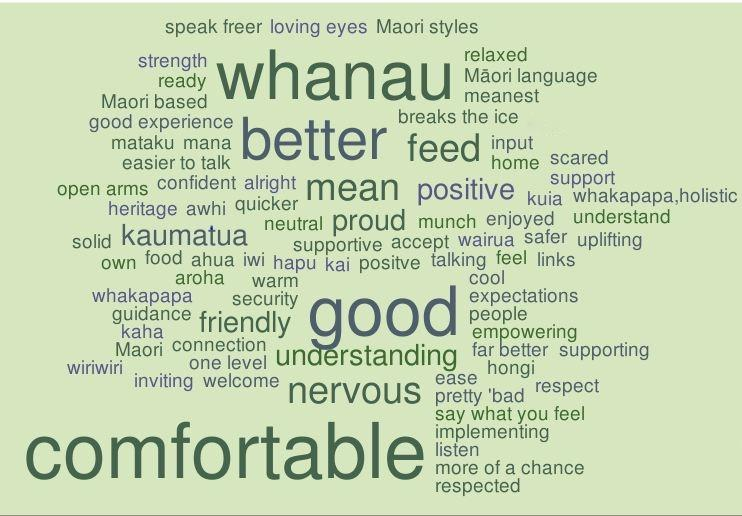 speak freer loving eyes Maori styles
strength whanau relaxed
ready Māori language
Maori based meanest
good experience better breaks the ice
mataku mana feed input
easier to talk home scared
open arms confident alright mean positive support
heritage awhi quicker kuia whakapapa,holistic
neutral proud munch enjoyed understand
solid kaumatua supportive accept wairua safer uplifting
own food ahua iwi hapu kai positve talking feel links
aroha warm cool
whakapapa security good expectations
guidance friendly people
kaha empowering
Maori connection understanding far better supporting
wiriwiri one level hongi
inviting welcome nervous ease respect
pretty 'bad
say what you feel
comfortable implementing
listen
more of a chance
respected